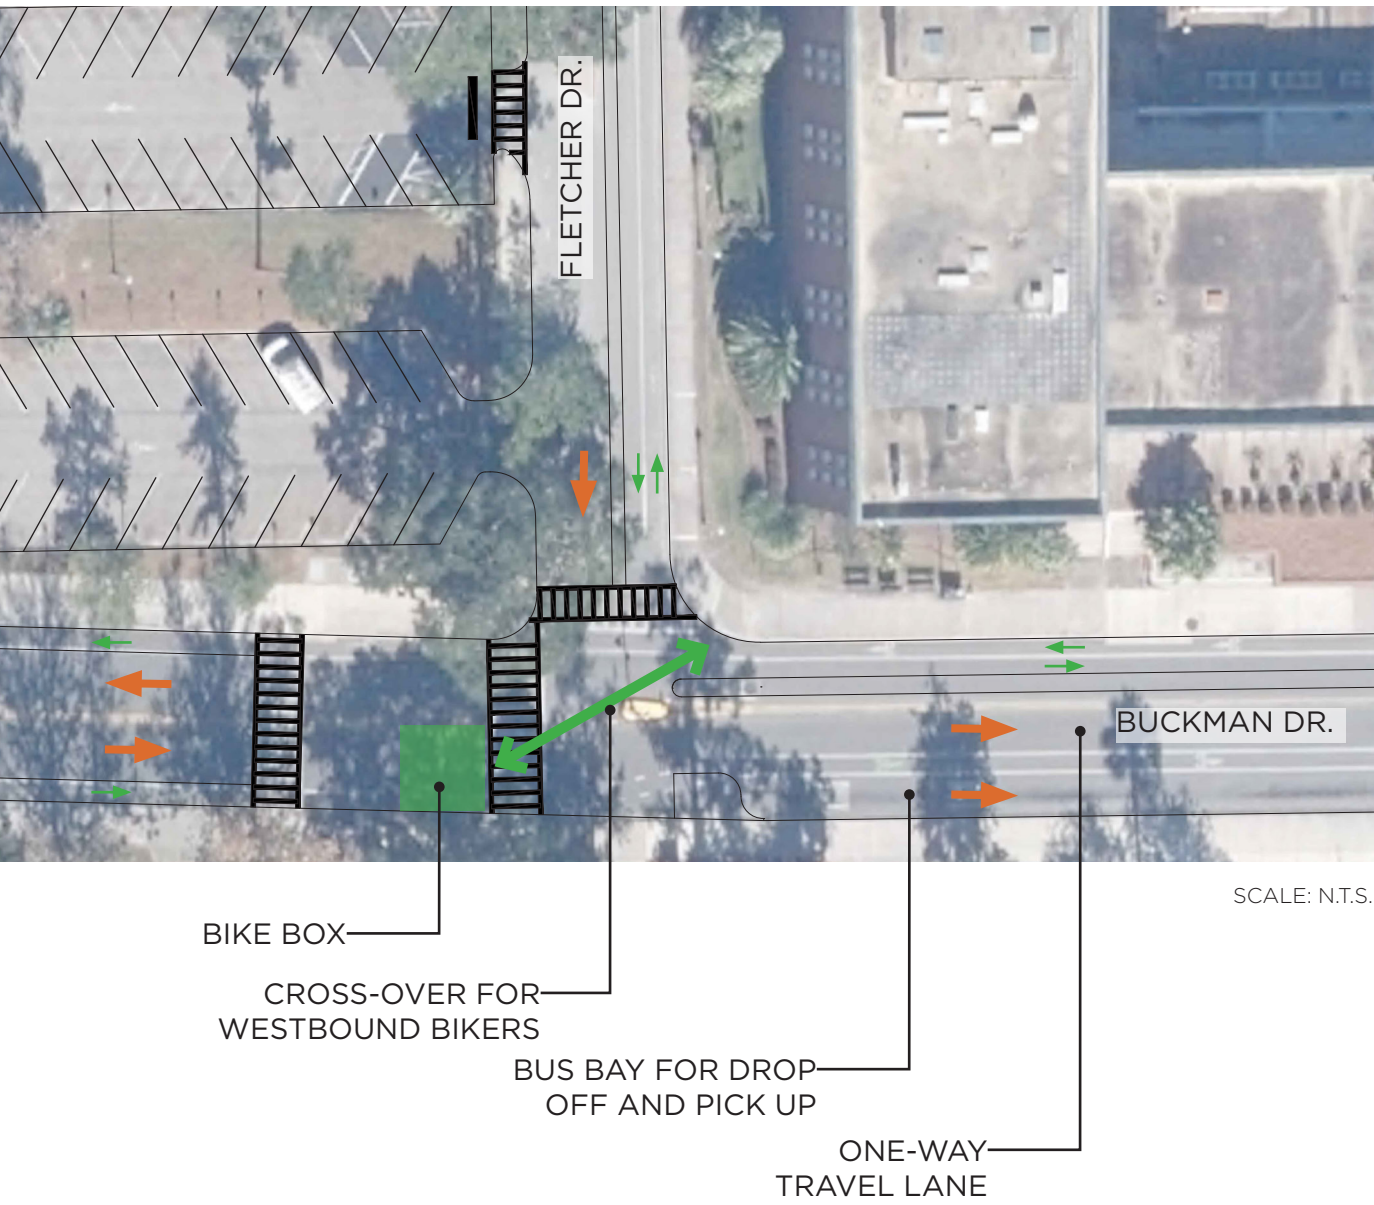 FLETCHER DR.
BUCKMAN DR.
SCALE: N.T.S.
BIKE BOX
CROSS-OVER FOR
WESTBOUND BIKERS
BUS BAY FOR DROP
OFF AND PICK UP
ONE-WAY
TRAVEL LANE